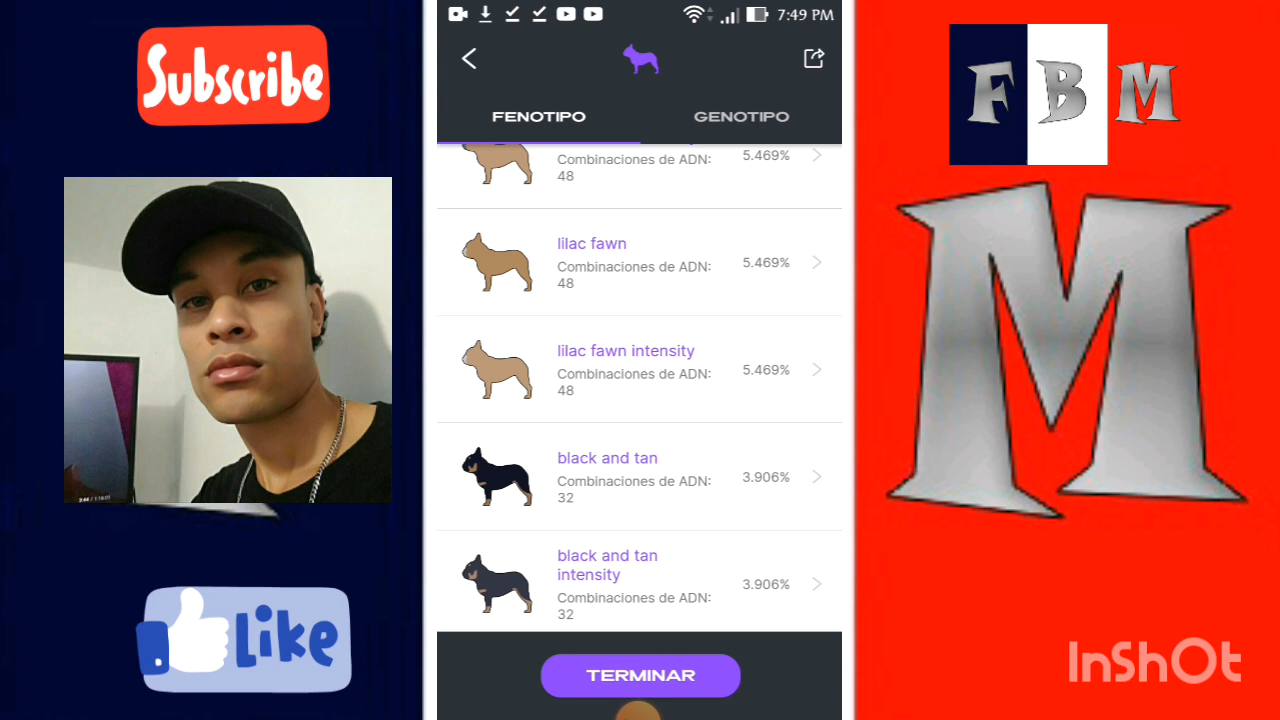 Subscribe
7:49 PM
FENOTIPO
GENOTIPO
Combinaciones de ADN:
48
5.469%
lilac fawn
Combinaciones de ADN:
48
5.469%
lilac fawn intensity
Combinaciones de ADN:
48
5.469%
black and tan
Combinaciones de ADN:
32
3.906%
black and tan
intensity
Combinaciones de ADN:
32
3.906%
TERMINAR
Like
F B M
M
InShOt